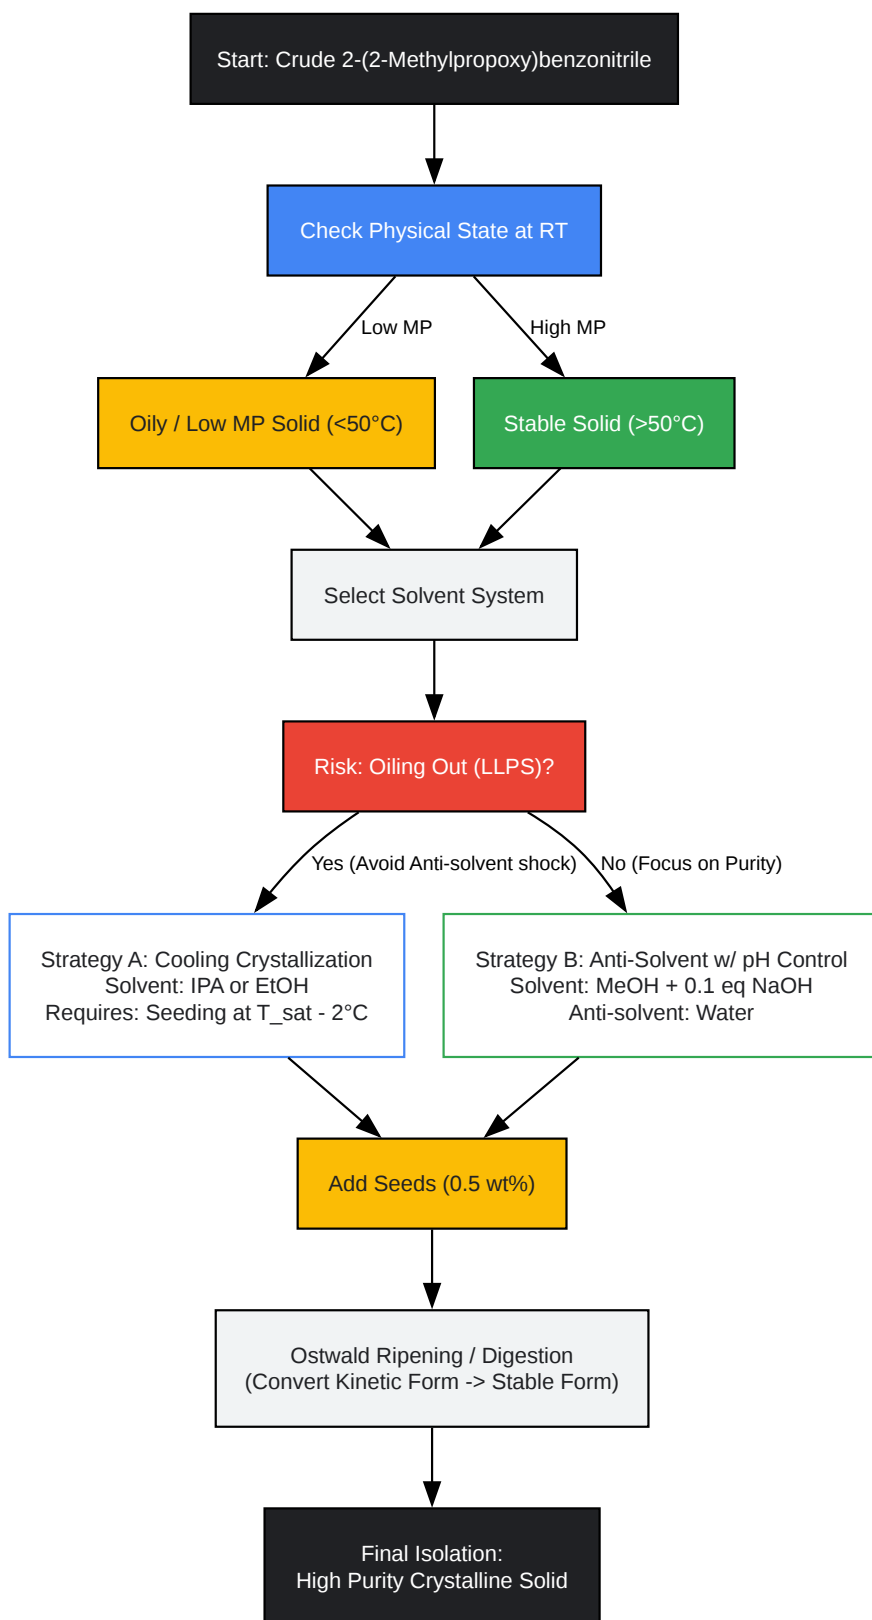 Start: Crude 2-(2-Methylpropoxy)benzonitrile
Check Physical State at RT
Low MP
High MP
Oily / Low MP Solid (<50°C)
Stable Solid (>50°C)
Select Solvent System
Risk: Oiling Out (LLPS)?
Yes (Avoid Anti-solvent shock)
No (Focus on Purity)
Strategy A: Cooling Crystallization
Solvent: IPA or EtOH
Requires: Seeding at T_sat - 2°C
Strategy B: Anti-Solvent w/ pH Control
Solvent: MeOH + 0.1 eq NaOH
Anti-solvent: Water
Add Seeds (0.5 wt%)
Ostwald Ripening / Digestion
(Convert Kinetic Form -> Stable Form)
Final Isolation:
High Purity Crystalline Solid